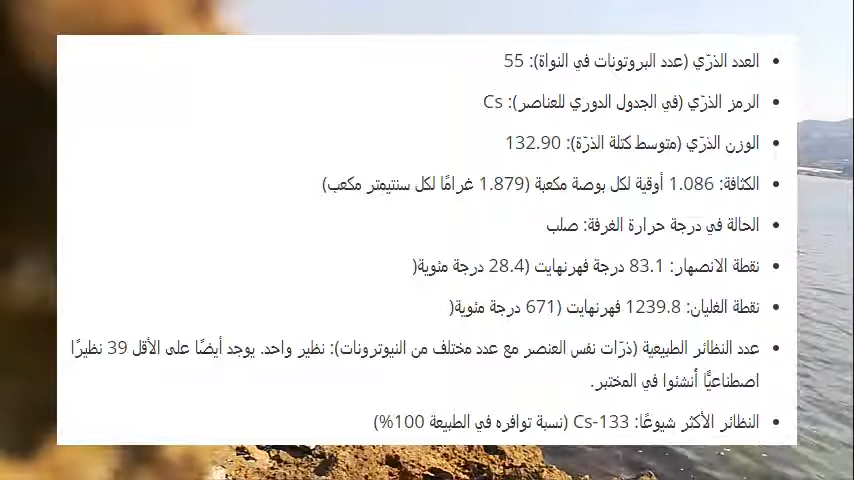 العدد الذرّي (عدد البروتونات في النواة): 55
الرمز الذرّي (في الجدول الدوري للعناصر): Cs
الوزن الذرّي (متوسط كتلة الذرّة): 132.90
الكثافة: 1.086 أوقية لكل بوصة مكعبة (1.879 غرامًا لكل سنتيمتر مكعب)
الحالة في درجة حرارة الغرفة: صلب
نقطة الانصهار: 83.1 درجة فهرنهايت (28.4 درجة مئوية(
نقطة الغليان: 1239.8 فهرنهايت (671 درجة مئوية(
عدد النظائر الطبيعية (ذرّات نفس العنصر مع عدد مختلف من النيوترونات): نظير واحد. يوجد أيضًا على الأقل 39 نظيرًا
اصطناعيًّا أُنشئوا في المختبر.
النظائر الأكثر شيوعًا: Cs-133 (نسبة توافره في الطبيعة 100%)